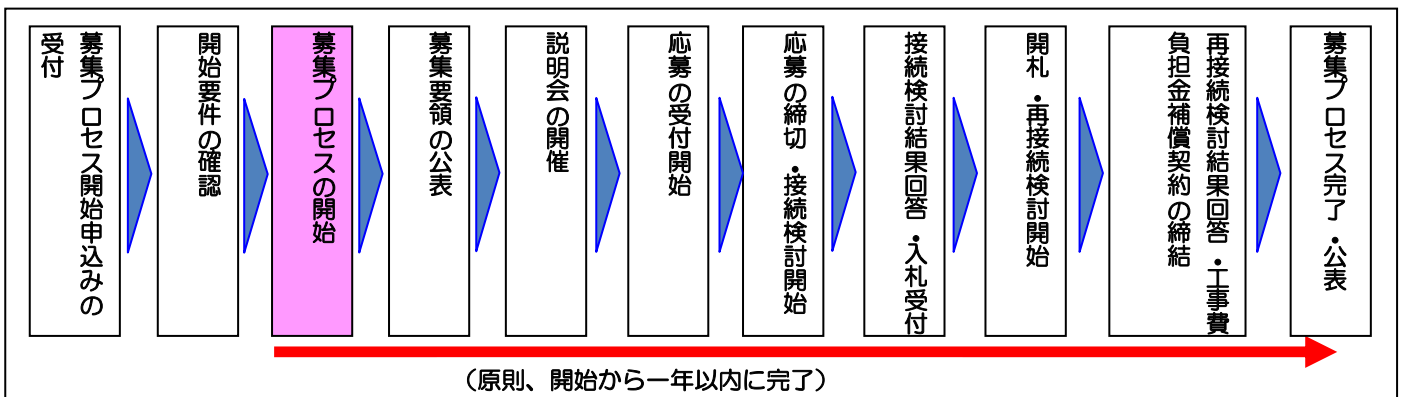 募集プロセス開始申込みの
受付
開始要件の確認
募集プロセスの開始
募集要領の公表
説明会の開催
応募の受付開始
応募の締切・接続検討開始
接続検討結果回答・入札受付
開札・再接続検討開始
再接続検討結果回答・工事費
負担金補償契約の締結
募集プロセス完了・公表
（原則、開始から一年以内に完了）